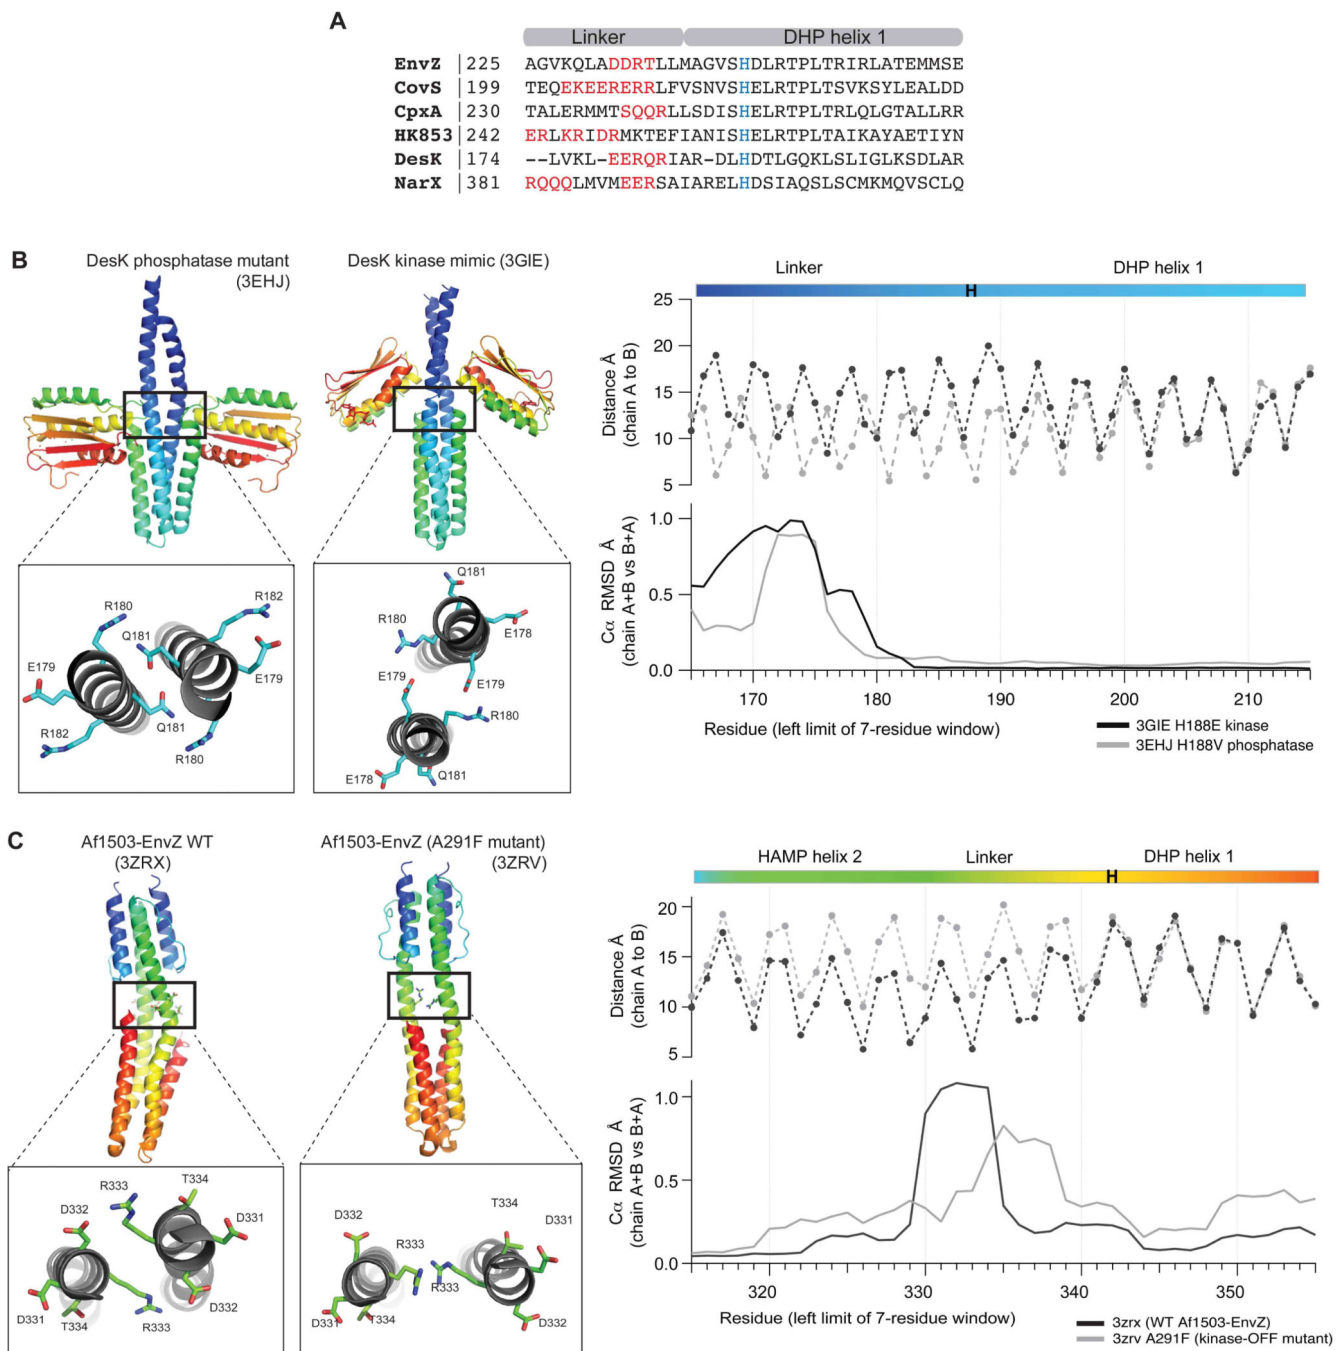 A
Linker DHP helix 1
EnvZ |225 AGVKQLADDRTLLMAGVSHDLRTPLTRIRLATEMMSE
CovS |199 TEQEKEERERRLFVSNVSHELRTPLTSVKSYLEALDD
CpxA |230 TALERMMTSQQRLLSDISHELRTPLTRLQLGTALLRR
HK853|242 ERLKRIDRMKTEFIANISHELRTPLTAIKAYAETIYN
DesK |174 --LVKL-EERQRIAR-DLHDTLGQKLSLIGLKSDLAR
NarX |381 RQQQLMVMEERSAIARELHDSIAQSLSCMKMQVSCLQ
B
DesK phosphatase mutant
(3EHJ)
DesK kinase mimic (3GIE)
R180
R182
Q181
E179
E179
R182
Q181
R180
Q181
R180
E178
E179
E179
R180
E178
Q181
Linker DHP helix 1
H
25
20
15
10
5
Distance Å
(chain A to B)
1.0
0.5
0.0
Cα RMSD Å
(chain A+B vs B+A)
170 180 190 200 210
Residue (left limit of 7-residue window)
3GIE H188E kinase
3EHJ H188V phosphatase
C
Af1503-EnvZ WT
(3ZRX)
Af1503-EnvZ (A291F mutant)
(3ZRV)
R333
T334
D332
D331
D331
T334
R333
D332
D332
T334
D331
R333
R333
D331
T334
D332
HAMP helix 2 Linker DHP helix 1
H
20
15
10
5
Distance Å
(chain A to B)
1.0
0.5
0.0
Cα RMSD Å
(chain A+B vs B+A)
320 330 340 350
Residue (left limit of 7-residue window)
3zrx (WT Af1503-EnvZ)
3zrv A291F (kinase-OFF mutant)